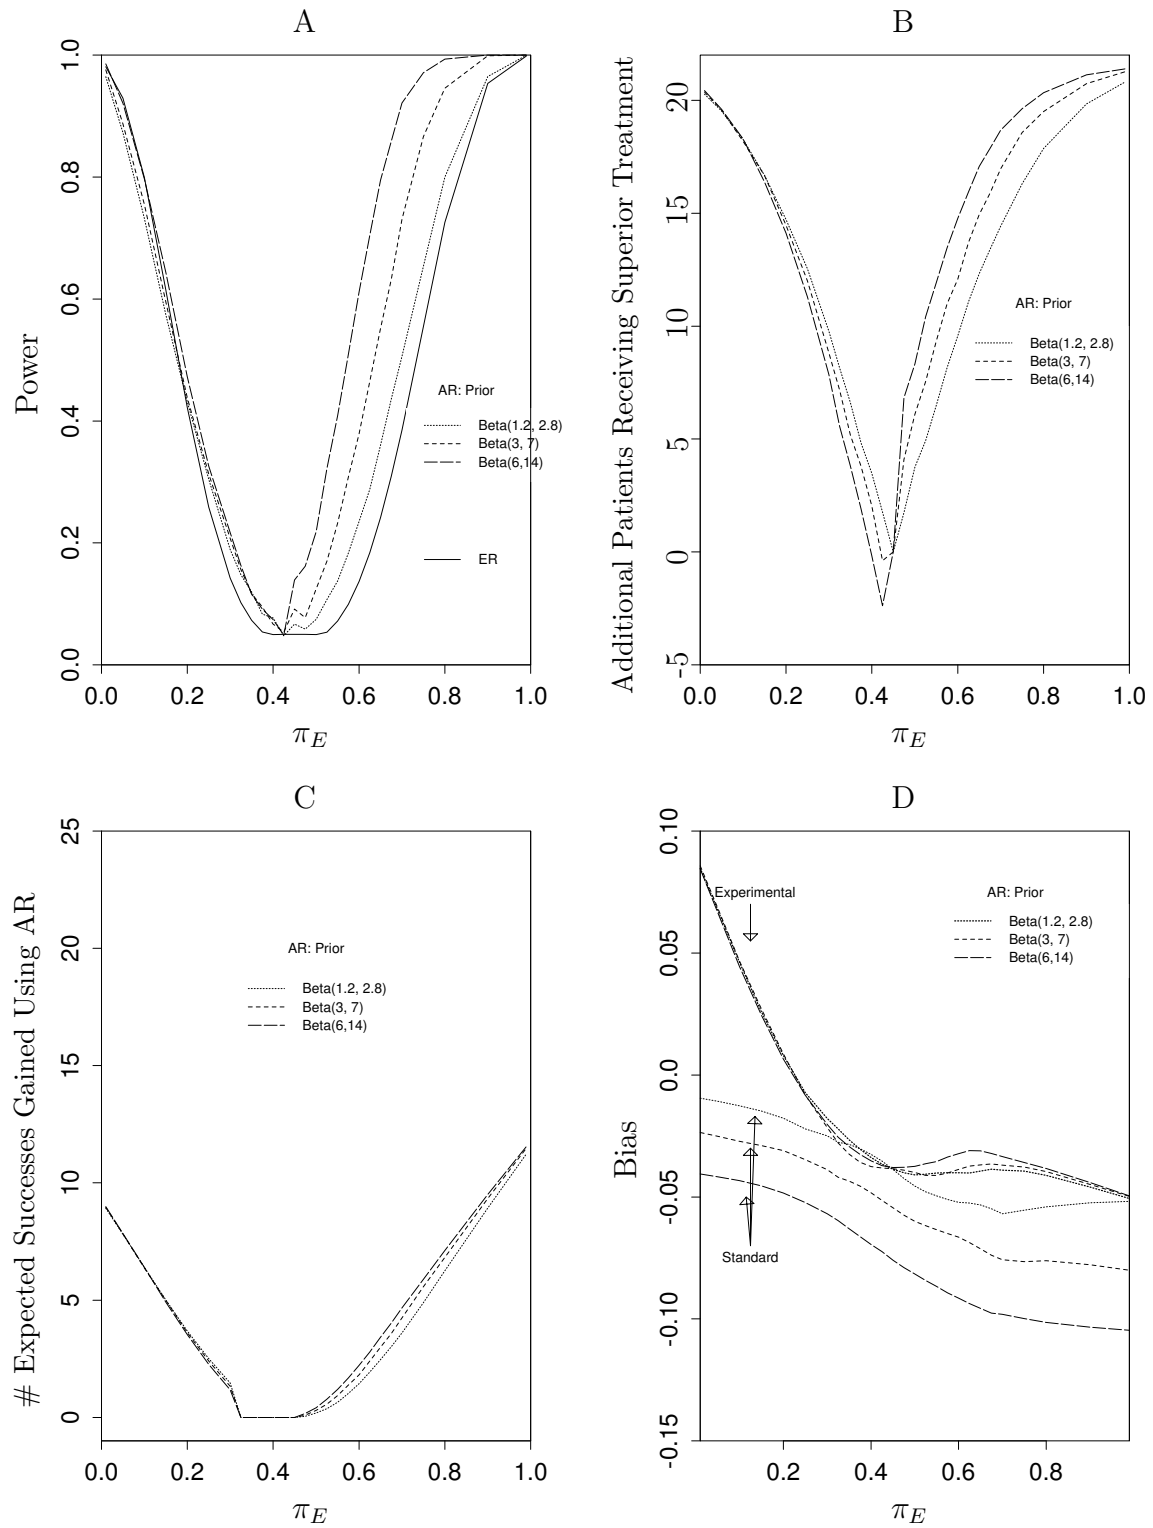 A
Power
1.0
0.8
0.6
0.4
0.2
0.0
AR: Prior
Beta(1.2, 2.8)
Beta(3, 7)
Beta(6,14)
ER
0.0 0.2 0.4 0.6 0.8 1.0
π_E
B
Additional Patients Receiving Superior Treatment
20
15
10
5
0
-5
AR: Prior
Beta(1.2, 2.8)
Beta(3, 7)
Beta(6,14)
0.0 0.2 0.4 0.6 0.8 1.0
π_E
C
# Expected Successes Gained Using AR
25
20
15
10
5
0
AR: Prior
Beta(1.2, 2.8)
Beta(3, 7)
Beta(6,14)
0.0 0.2 0.4 0.6 0.8 1.0
π_E
D
Bias
0.10
0.05
0.0
-0.05
-0.10
-0.15
Experimental
AR: Prior
Beta(1.2, 2.8)
Beta(3, 7)
Beta(6,14)
Standard
0.2 0.4 0.6 0.8
π_E